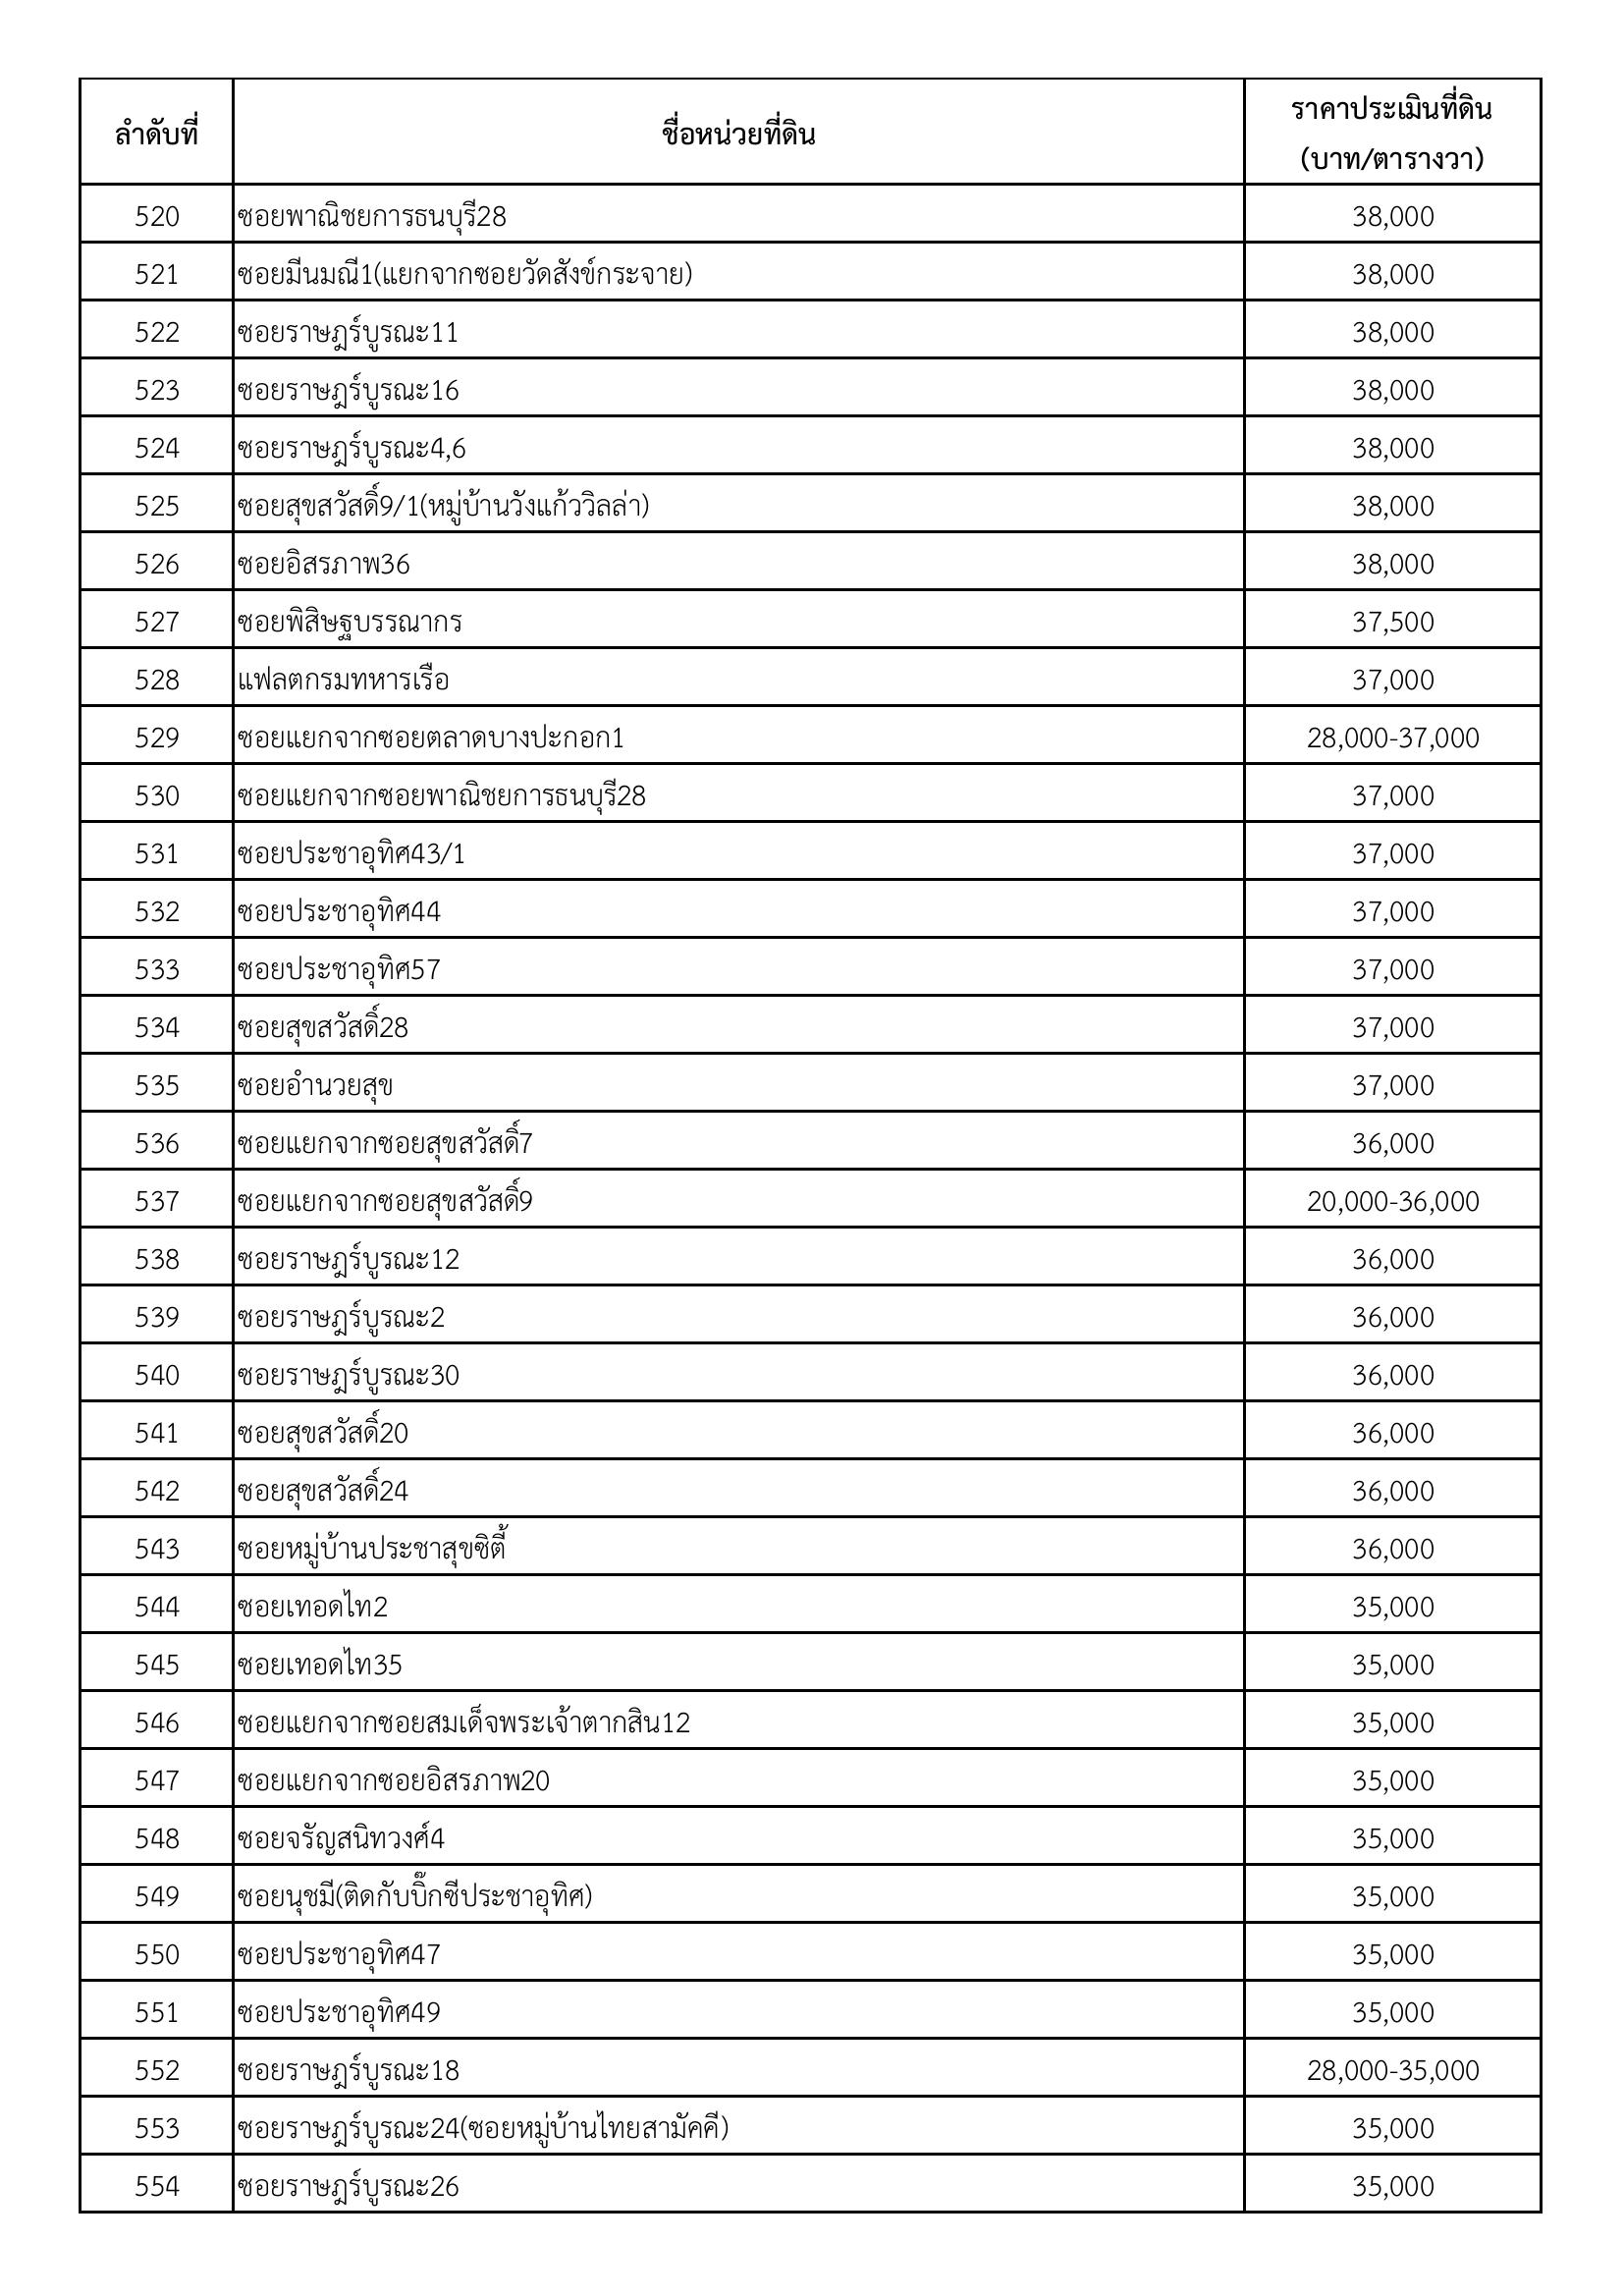 ลำดับที่ ชื่อหน่วยที่ดิน ราคาประเมินที่ดิน
(บาท/ตารางวา)
520 ซอยพาณิชยการธนบุรี28 38,000
521 ซอยมีนมณี1(แยกจากซอยวัดสังข์กระจาย) 38,000
522 ซอยราษฎร์บูรณะ11 38,000
523 ซอยราษฎร์บูรณะ16 38,000
524 ซอยราษฎร์บูรณะ4,6 38,000
525 ซอยสุขสวัสดิ์9/1(หมู่บ้านวังแก้ววิลล่า) 38,000
526 ซอยอิสรภาพ36 38,000
527 ซอยพิสิษฐบรรณากร 37,500
528 แฟลตกรมทหารเรือ 37,000
529 ซอยแยกจากซอยตลาดบางปะกอก1 28,000-37,000
530 ซอยแยกจากซอยพาณิชยการธนบุรี28 37,000
531 ซอยประชาอุทิศ43/1 37,000
532 ซอยประชาอุทิศ44 37,000
533 ซอยประชาอุทิศ57 37,000
534 ซอยสุขสวัสดิ์28 37,000
535 ซอยอำนวยสุข 37,000
536 ซอยแยกจากซอยสุขสวัสดิ์7 36,000
537 ซอยแยกจากซอยสุขสวัสดิ์9 20,000-36,000
538 ซอยราษฎร์บูรณะ12 36,000
539 ซอยราษฎร์บูรณะ2 36,000
540 ซอยราษฎร์บูรณะ30 36,000
541 ซอยสุขสวัสดิ์20 36,000
542 ซอยสุขสวัสดิ์24 36,000
543 ซอยหมู่บ้านประชาสุขซิตี้ 36,000
544 ซอยเทอดไท2 35,000
545 ซอยเทอดไท35 35,000
546 ซอยแยกจากซอยสมเด็จพระเจ้าตากสิน12 35,000
547 ซอยแยกจากซอยอิสรภาพ20 35,000
548 ซอยจรัญสนิทวงศ์4 35,000
549 ซอยนุชมี(ติดกับบิ๊กซีประชาอุทิศ) 35,000
550 ซอยประชาอุทิศ47 35,000
551 ซอยประชาอุทิศ49 35,000
552 ซอยราษฎร์บูรณะ18 28,000-35,000
553 ซอยราษฎร์บูรณะ24(ซอยหมู่บ้านไทยสามัคคี) 35,000
554 ซอยราษฎร์บูรณะ26 35,000